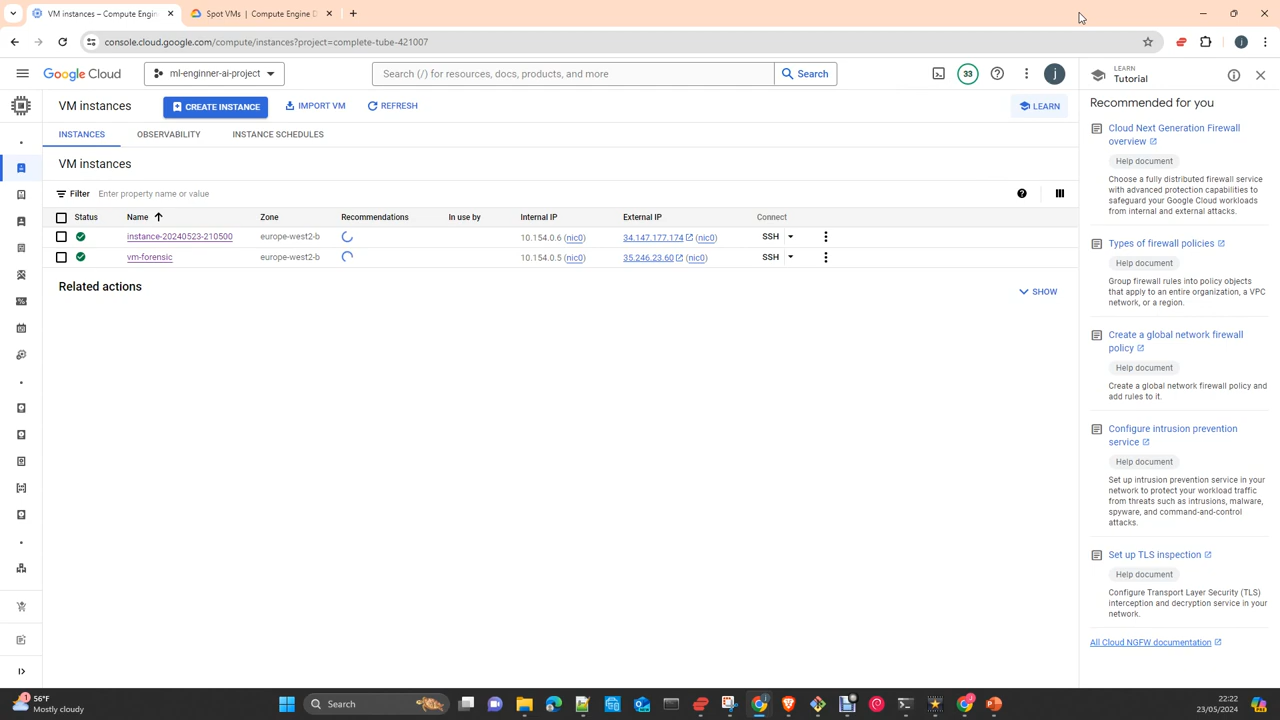 VM instances – Compute Engin
Spot VMs | Compute Engine D
console.cloud.google.com/compute/instances?project=complete-tube-421007
j
Google Cloud
ml-enginner-ai-project
Search (/) for resources, docs, products, and more
Search
33
j
LEARN
Tutorial
VM instances
CREATE INSTANCE
IMPORT VM
REFRESH
LEARN
INSTANCES
OBSERVABILITY
INSTANCE SCHEDULES
VM instances
Filter Enter property name or value
Status Name Zone Recommendations In use by Internal IP External IP Connect
instance-20240523-210500 europe-west2-b 10.154.0.6 (nic0) 34.147.177.174 (nic0) SSH
vm-forensic europe-west2-b 10.154.0.5 (nic0) 35.246.23.60 (nic0) SSH
Related actions
SHOW
Recommended for you
Cloud Next Generation Firewall
overview
Help document
Choose a fully distributed firewall service
with advanced protection capabilities to
safeguard your Google Cloud workloads
from internal and external attacks.
Types of firewall policies
Help document
Group firewall rules into policy objects
that apply to an entire organization, a VPC
network, or a region.
Create a global network firewall
policy
Help document
Create a global network firewall policy and
add rules to it.
Configure intrusion prevention
service
Help document
Set up intrusion prevention service in your
network to protect your workload traffic
from threats such as intrusions, malware,
spyware, and command-and-control
attacks.
Set up TLS inspection
Help document
Configure Transport Layer Security (TLS)
interception and decryption service in your
network.
All Cloud NGFW documentation
1
56°F
Mostly cloudy
Search
22:22
23/05/2024